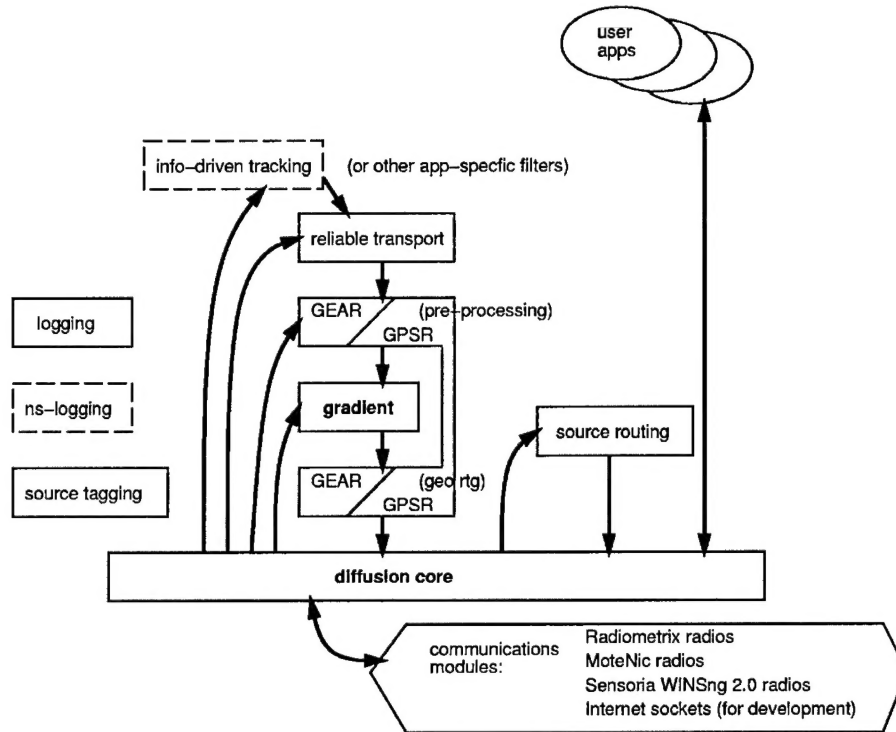 user
apps
info-driven tracking
(or other app-specfic filters)
reliable transport
logging
GEAR
(pre-processing)
GPSR
ns-logging
gradient
source routing
source tagging
GEAR
(geo rtg)
GPSR
diffusion core
communications
modules:
Radiometrix radios
MoteNic radios
Sensoria WINSng 2.0 radios
Internet sockets (for development)